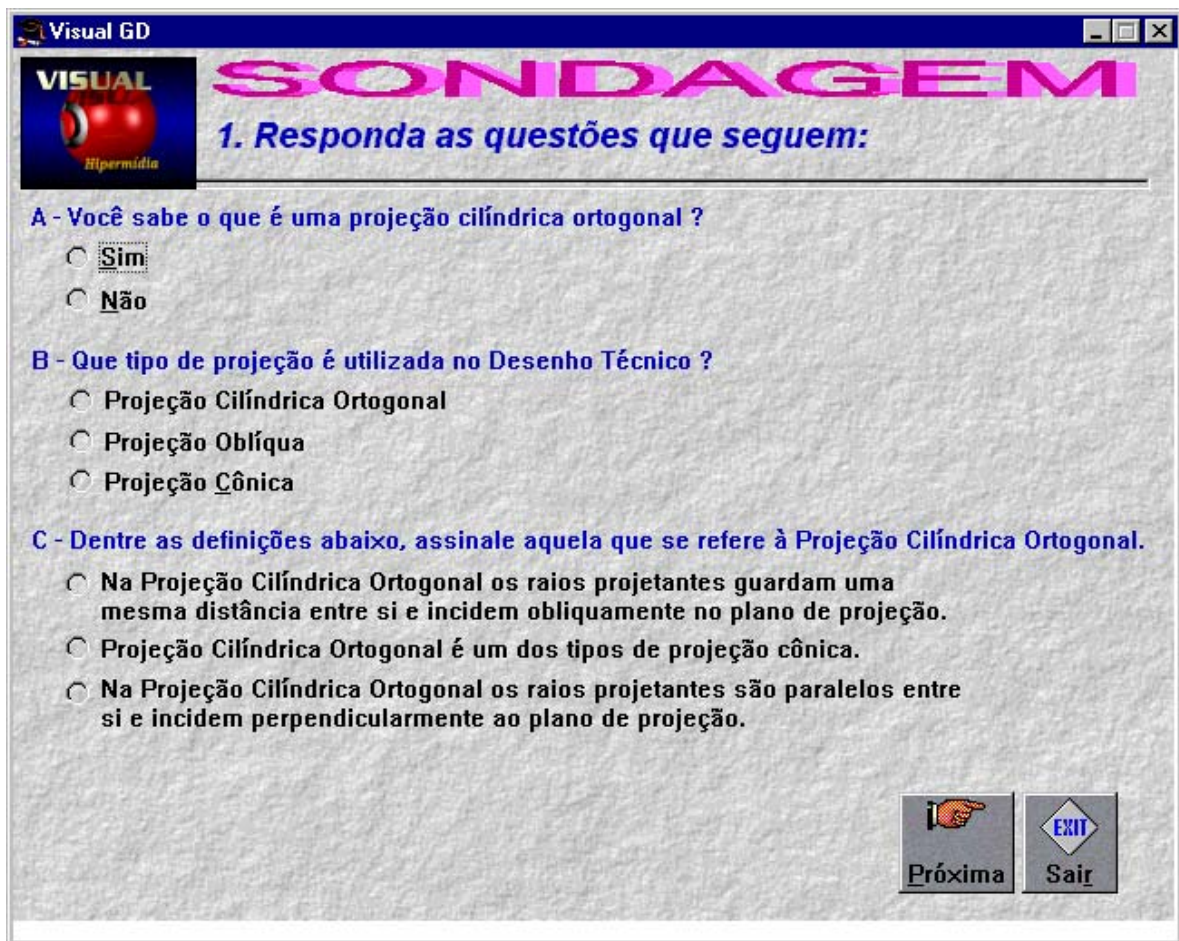 Visual GD
VISUAL
Hipermídia
SONDAGEM
1. Responda as questões que seguem:
A - Você sabe o que é uma projeção cilíndrica ortogonal ?
Sim
Não
B - Que tipo de projeção é utilizada no Desenho Técnico ?
Projeção Cilíndrica Ortogonal
Projeção Oblíqua
Projeção Cônica
C - Dentre as definições abaixo, assinale aquela que se refere à Projeção Cilíndrica Ortogonal.
Na Projeção Cilíndrica Ortogonal os raios projetantes guardam uma
mesma distância entre si e incidem obliquamente no plano de projeção.
Projeção Cilíndrica Ortogonal é um dos tipos de projeção cônica.
Na Projeção Cilíndrica Ortogonal os raios projetantes são paralelos entre
si e incidem perpendicularmente ao plano de projeção.
EXIT
Próxima
Sair